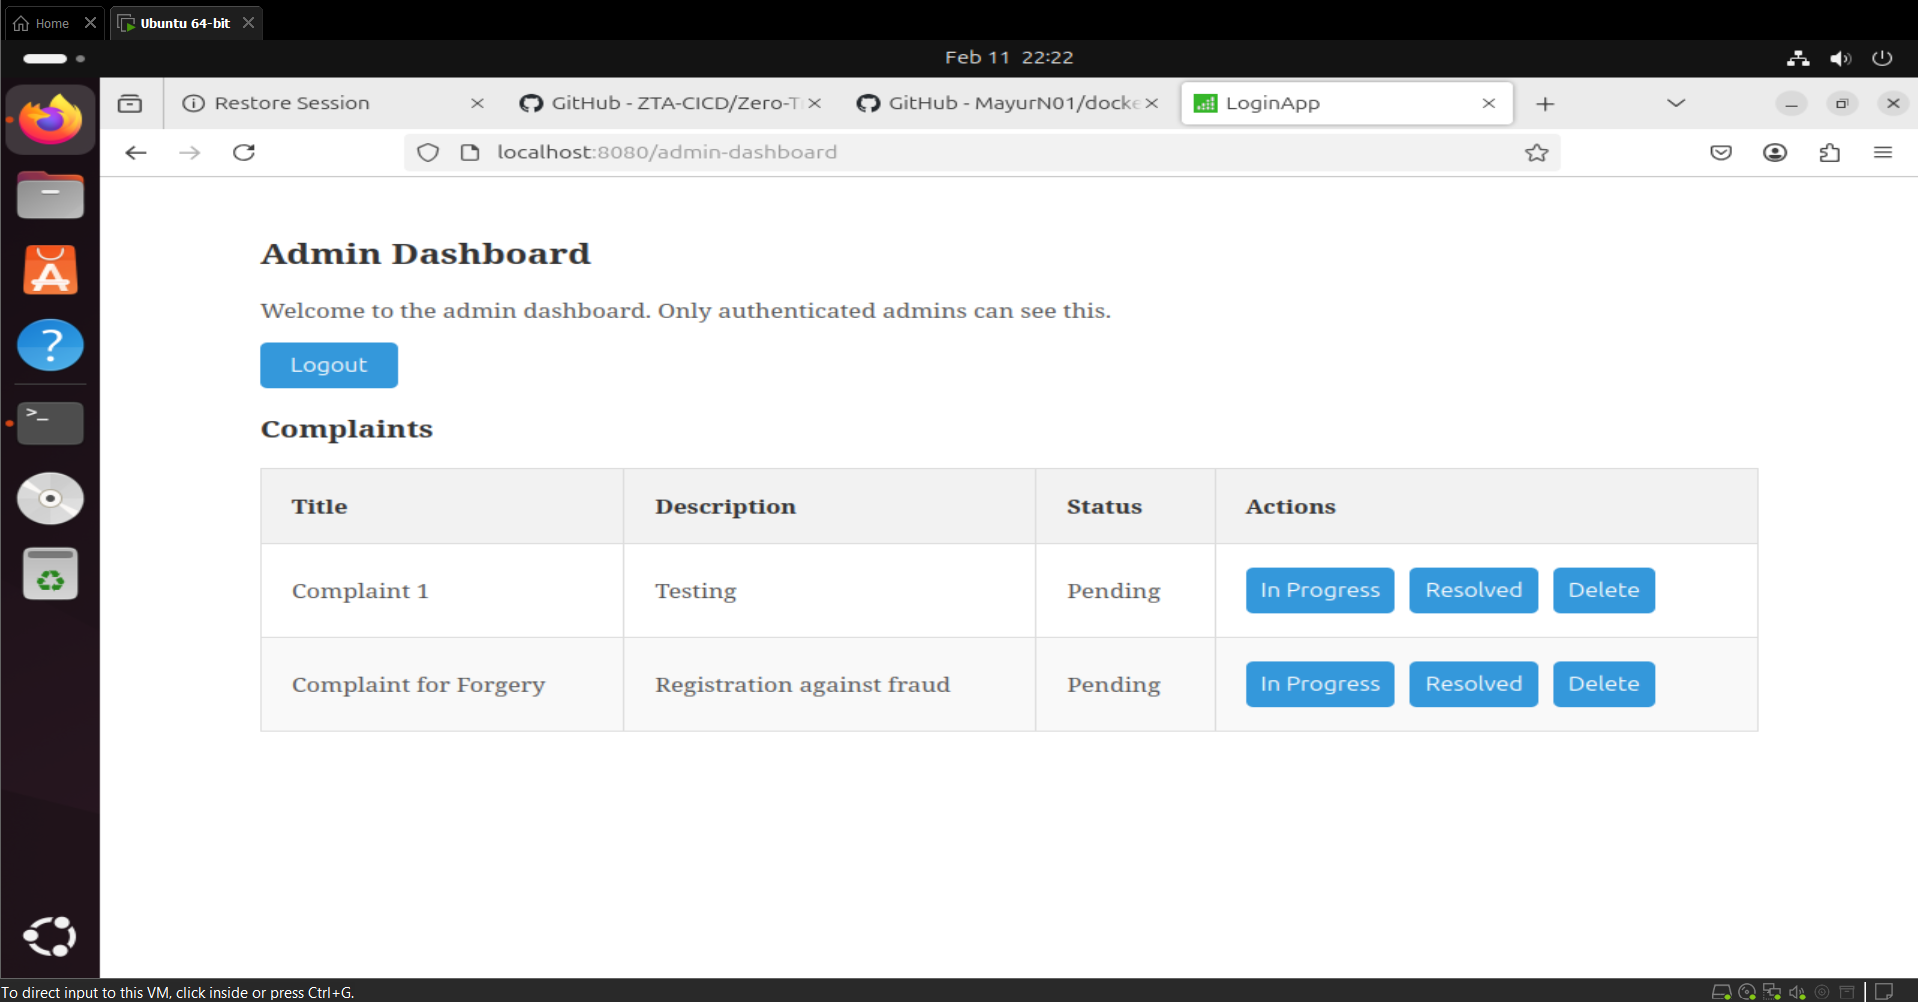 Home
Ubuntu 64-bit
Feb 11 22:22
Restore Session
GitHub - ZTA-CICD/Zero-T
GitHub - MayurN01/docke
LoginApp
localhost:8080/admin-dashboard
Admin Dashboard
Welcome to the admin dashboard. Only authenticated admins can see this.
Logout
Complaints
Title Description Status Actions
Complaint 1 Testing Pending In Progress Resolved Delete
Complaint for Forgery Registration against fraud Pending In Progress Resolved Delete
To direct input to this VM, click inside or press Ctrl+G.